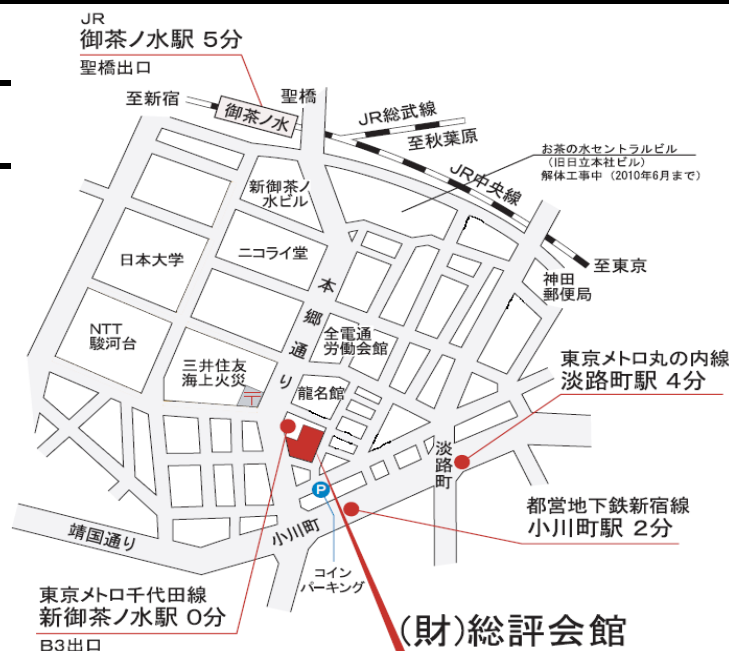 JR
御茶ノ水駅 5分
聖橋出口
至新宿
聖橋
御茶ノ水
JR総武線
至秋葉原
お茶の水セントラルビル
（旧日立本社ビル）
解体工事中（2010年6月まで）
JR中央線
新御茶ノ
水ビル
至東京
神田
郵便局
日本大学
ニコライ堂
本郷通り
NTT
駿河台
全電通
労働会館
三井住友
海上火災
龍名館
東京メトロ丸の内線
淡路町駅 4分
淡路町
P
都営地下鉄新宿線
小川町駅 2分
小川町
靖国通り
コイン
パーキング
東京メトロ千代田線
新御茶ノ水駅 0分
B3出口
(財)総評会館